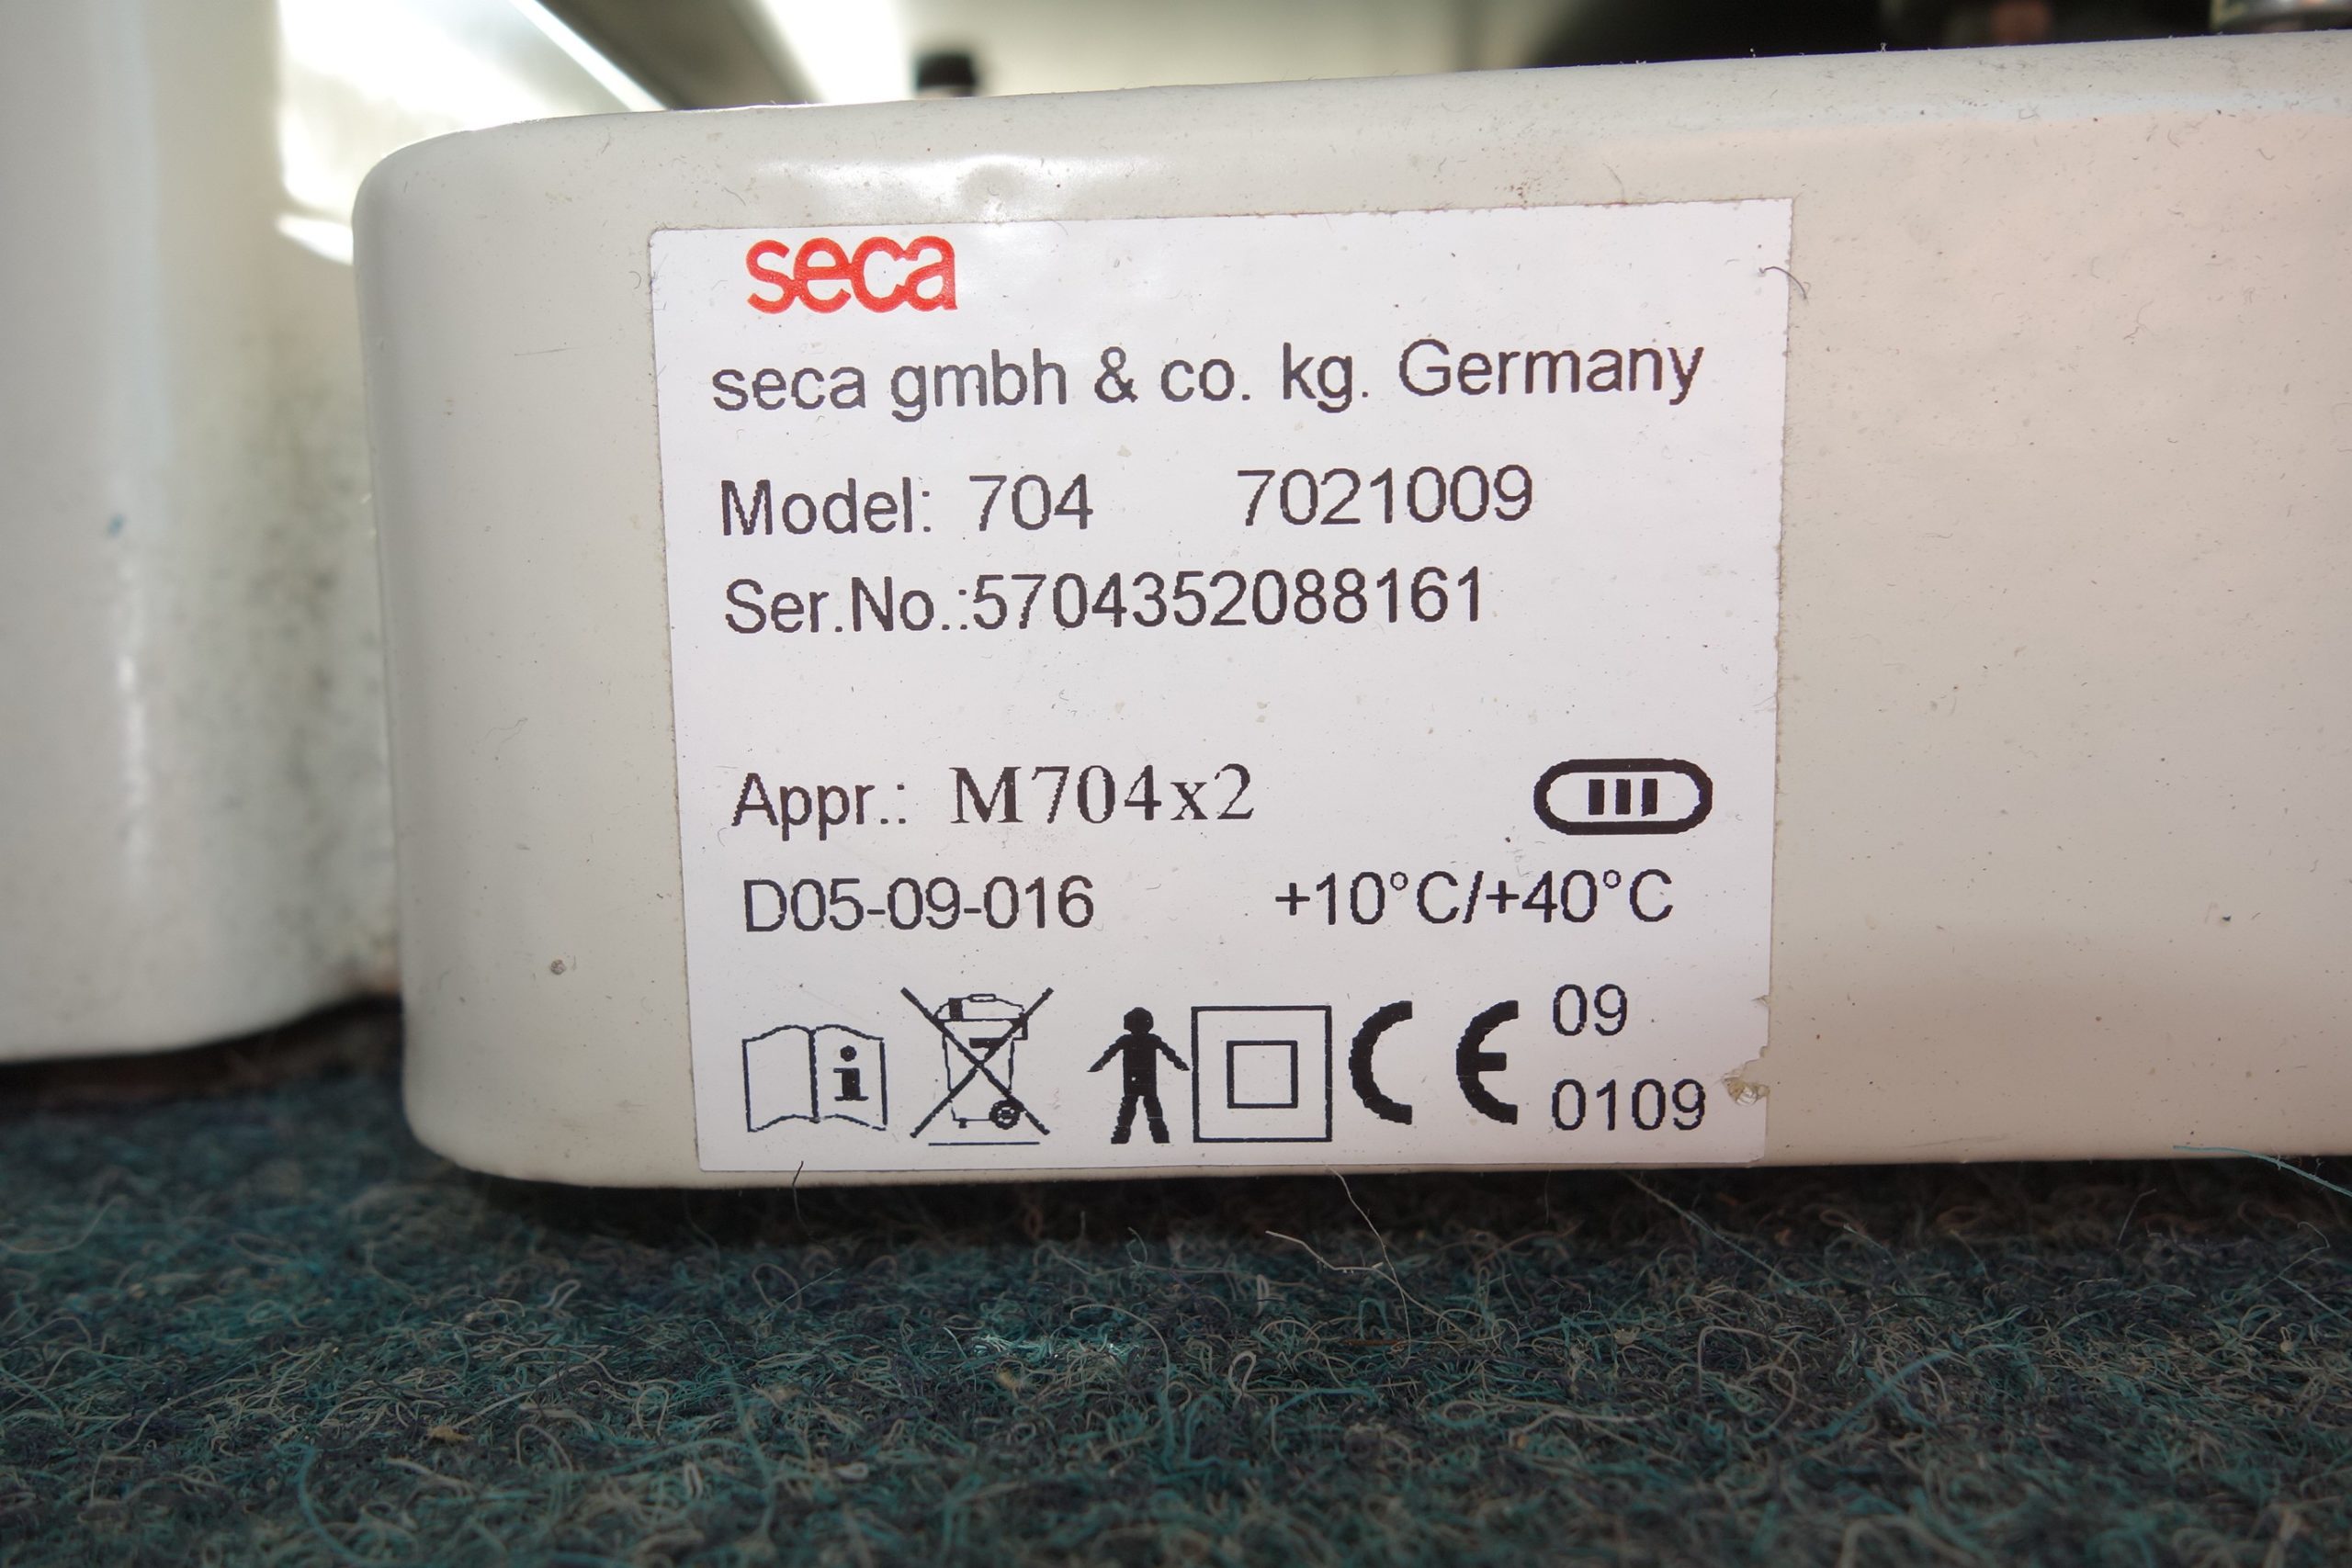 seca
seca gmbh & co. kg. Germany
Model: 704 7021009
Ser.No.:5704352088161
Appr.: M704x2 III
D05-09-016 +10°C/+40°C
i CE 09
0109